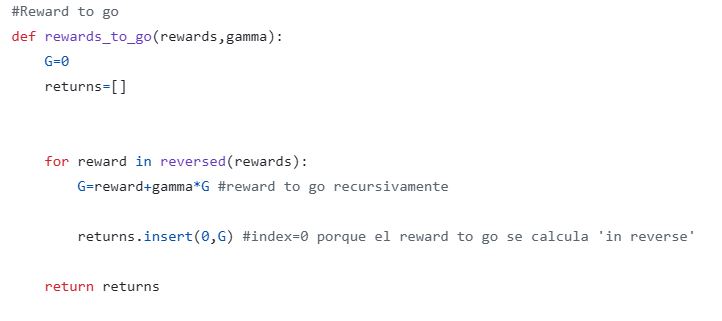 #Reward to go
def rewards_to_go(rewards,gamma):
    G=0
    returns=[]
    for reward in reversed(rewards):
        G=reward+gamma*G #reward to go recursivamente
        returns.insert(0,G) #index=0 porque el reward to go se calcula 'in reverse'
    return returns